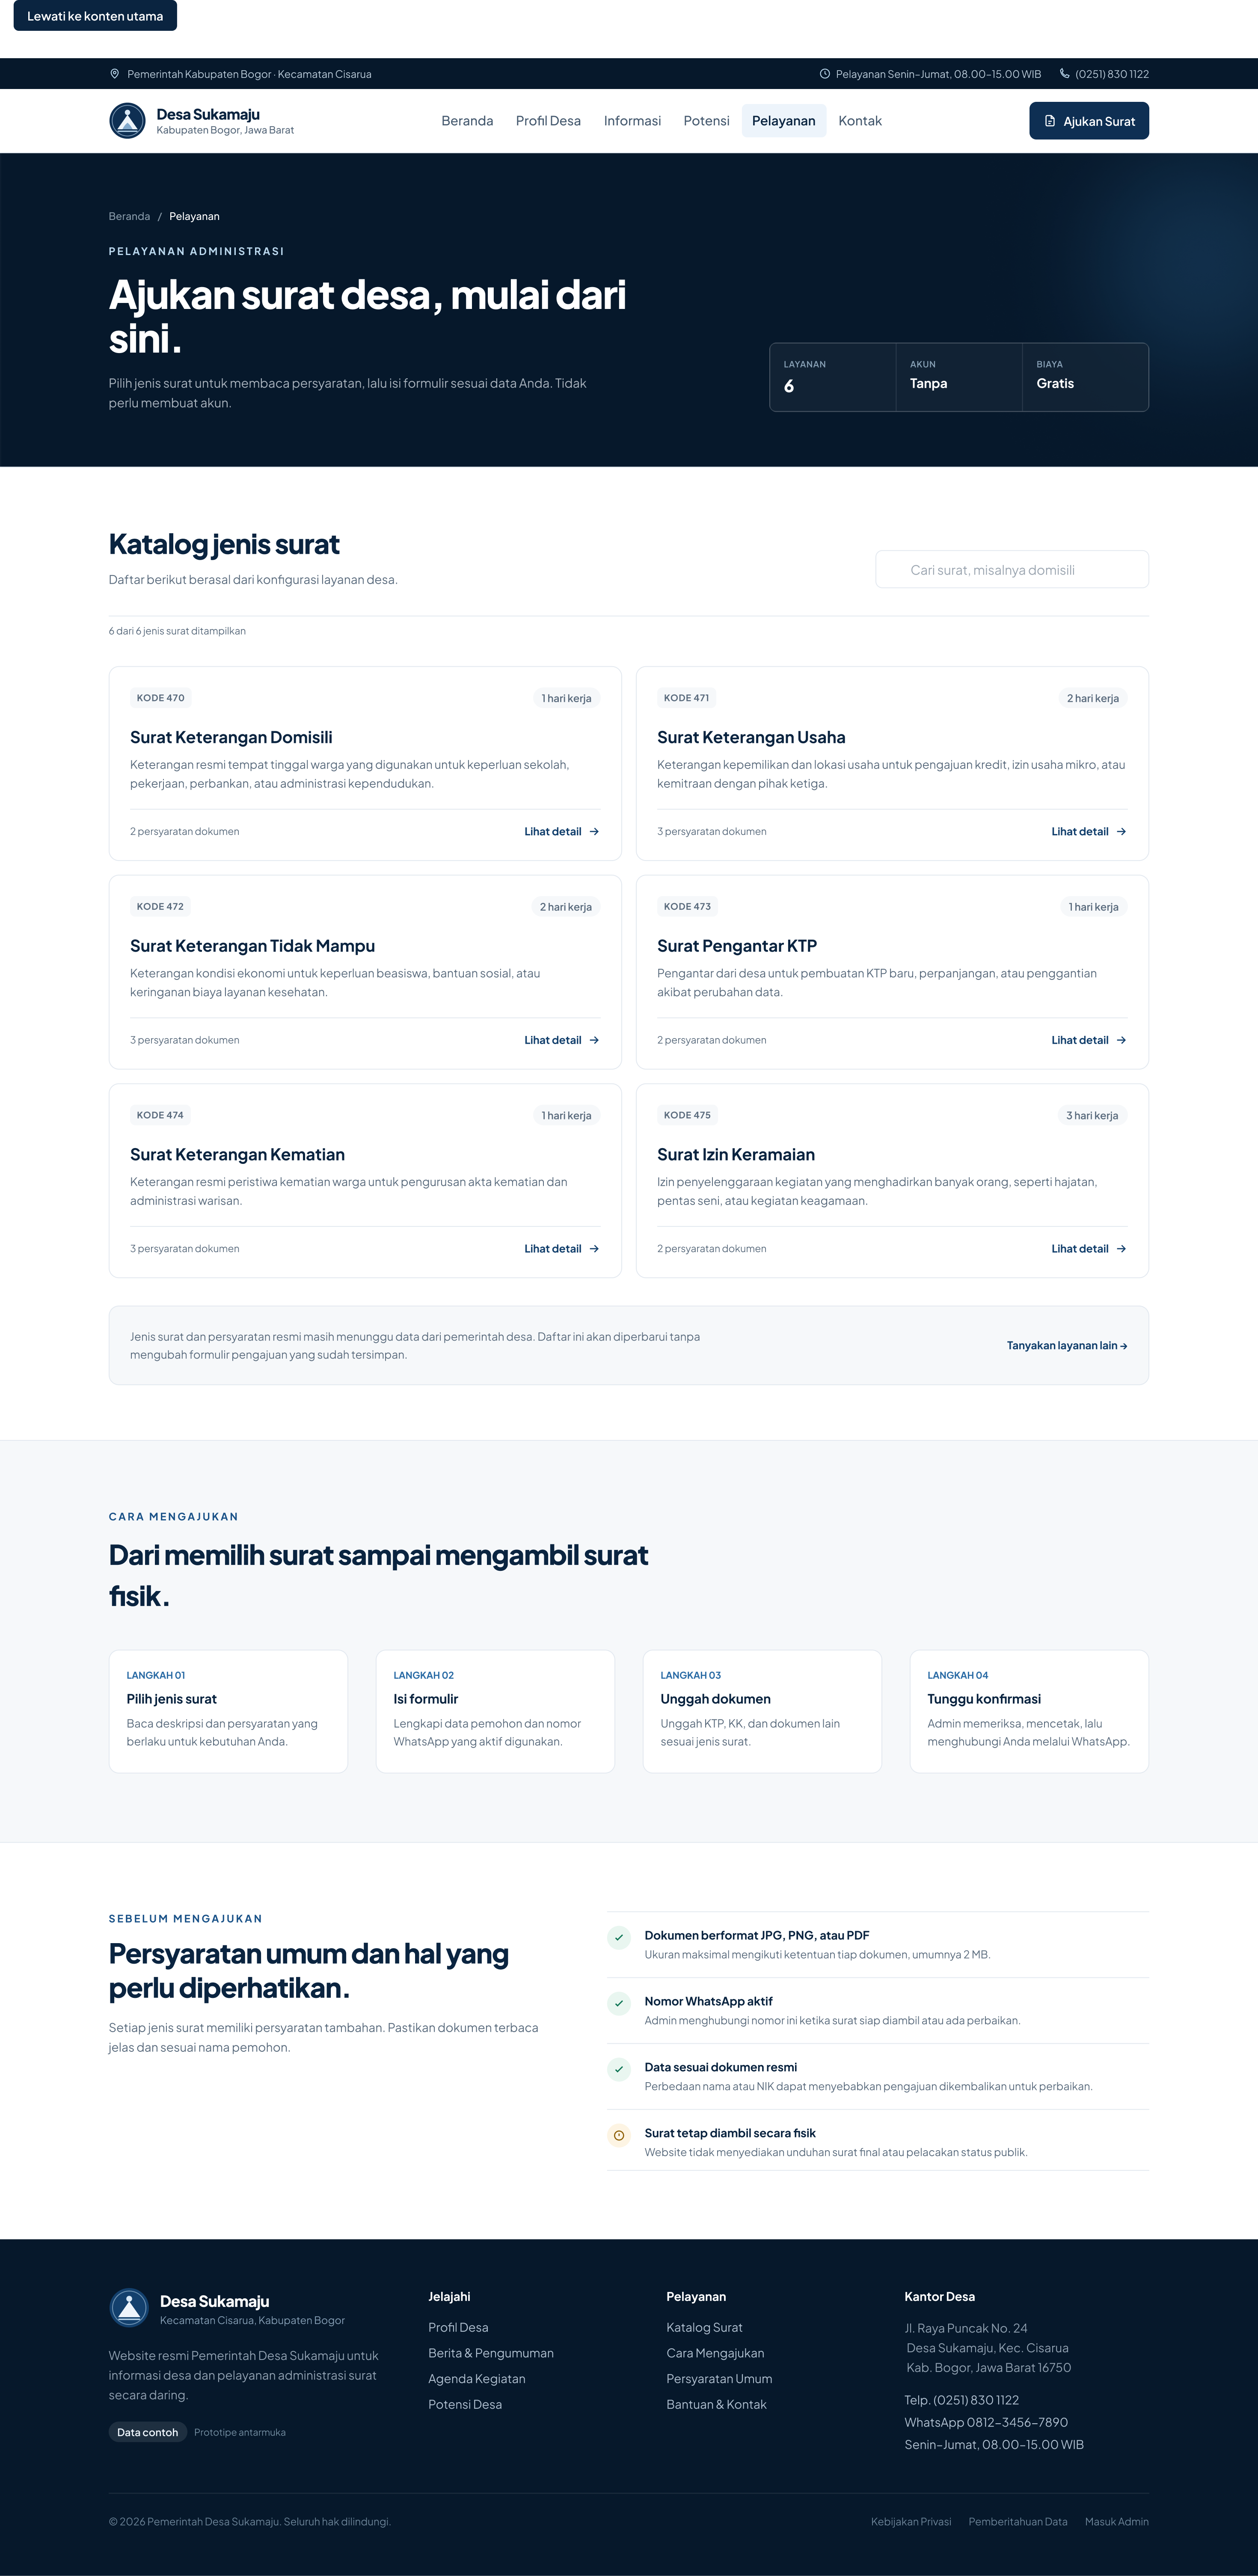 Lewati ke konten utama
Pemerintah Kabupaten Bogor · Kecamatan Cisarua
Pelayanan Senin–Jumat, 08.00–15.00 WIB
(0251) 830 1122
Desa Sukamaju
Kabupaten Bogor, Jawa Barat
Beranda
Profil Desa
Informasi
Potensi
Pelayanan
Kontak
Ajukan Surat
Beranda / Pelayanan
PELAYANAN ADMINISTRASI
Ajukan surat desa, mulai dari
sini.
Pilih jenis surat untuk membaca persyaratan, lalu isi formulir sesuai data Anda. Tidak
perlu membuat akun.
LAYANAN
6
AKUN
Tanpa
BIAYA
Gratis
Katalog jenis surat
Daftar berikut berasal dari konfigurasi layanan desa.
Cari surat, misalnya domisili
6 dari 6 jenis surat ditampilkan
KODE 470
1 hari kerja
Surat Keterangan Domisili
Keterangan resmi tempat tinggal warga yang digunakan untuk keperluan sekolah,
pekerjaan, perbankan, atau administrasi kependudukan.
2 persyaratan dokumen
Lihat detail →
KODE 471
2 hari kerja
Surat Keterangan Usaha
Keterangan kepemilikan dan lokasi usaha untuk pengajuan kredit, izin usaha mikro, atau
kemitraan dengan pihak ketiga.
3 persyaratan dokumen
Lihat detail →
KODE 472
2 hari kerja
Surat Keterangan Tidak Mampu
Keterangan kondisi ekonomi untuk keperluan beasiswa, bantuan sosial, atau
keringanan biaya layanan kesehatan.
3 persyaratan dokumen
Lihat detail →
KODE 473
1 hari kerja
Surat Pengantar KTP
Pengantar dari desa untuk pembuatan KTP baru, perpanjangan, atau penggantian
akibat perubahan data.
2 persyaratan dokumen
Lihat detail →
KODE 474
1 hari kerja
Surat Keterangan Kematian
Keterangan resmi peristiwa kematian warga untuk pengurusan akta kematian dan
administrasi warisan.
3 persyaratan dokumen
Lihat detail →
KODE 475
3 hari kerja
Surat Izin Keramaian
Izin penyelenggaraan kegiatan yang menghadirkan banyak orang, seperti hajatan,
pentas seni, atau kegiatan keagamaan.
2 persyaratan dokumen
Lihat detail →
Jenis surat dan persyaratan resmi masih menunggu data dari pemerintah desa. Daftar ini akan diperbarui tanpa
mengubah formulir pengajuan yang sudah tersimpan.
Tanyakan layanan lain →
CARA MENGAJUKAN
Dari memilih surat sampai mengambil surat
fisik.
LANGKAH 01
Pilih jenis surat
Baca deskripsi dan persyaratan yang
berlaku untuk kebutuhan Anda.
LANGKAH 02
Isi formulir
Lengkapi data pemohon dan nomor
WhatsApp yang aktif digunakan.
LANGKAH 03
Unggah dokumen
Unggah KTP, KK, dan dokumen lain
sesuai jenis surat.
LANGKAH 04
Tunggu konfirmasi
Admin memeriksa, mencetak, lalu
menghubungi Anda melalui WhatsApp.
SEBELUM MENGAJUKAN
Persyaratan umum dan hal yang
perlu diperhatikan.
Setiap jenis surat memiliki persyaratan tambahan. Pastikan dokumen terbaca
jelas dan sesuai nama pemohon.
Dokumen berformat JPG, PNG, atau PDF
Ukuran maksimal mengikuti ketentuan tiap dokumen, umumnya 2 MB.
Nomor WhatsApp aktif
Admin menghubungi nomor ini ketika surat siap diambil atau ada perbaikan.
Data sesuai dokumen resmi
Perbedaan nama atau NIK dapat menyebabkan pengajuan dikembalikan untuk perbaikan.
Surat tetap diambil secara fisik
Website tidak menyediakan unduhan surat final atau pelacakan status publik.
Desa Sukamaju
Kecamatan Cisarua, Kabupaten Bogor
Website resmi Pemerintah Desa Sukamaju untuk
informasi desa dan pelayanan administrasi surat
secara daring.
Data contoh
Prototipe antarmuka
Jelajahi
Profil Desa
Berita & Pengumuman
Agenda Kegiatan
Potensi Desa
Pelayanan
Katalog Surat
Cara Mengajukan
Persyaratan Umum
Bantuan & Kontak
Kantor Desa
Jl. Raya Puncak No. 24
Desa Sukamaju, Kec. Cisarua
Kab. Bogor, Jawa Barat 16750
Telp. (0251) 830 1122
WhatsApp 0812-3456-7890
Senin–Jumat, 08.00–15.00 WIB
© 2026 Pemerintah Desa Sukamaju. Seluruh hak dilindungi.
Kebijakan Privasi
Pemberitahuan Data
Masuk Admin